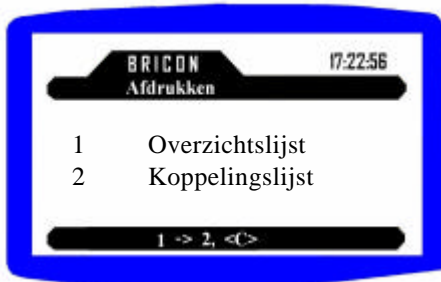 BRICON 17:22:56
Afdrukken
1 Overzichtslijst
2 Koppelingslijst
1 -> 2, <C>